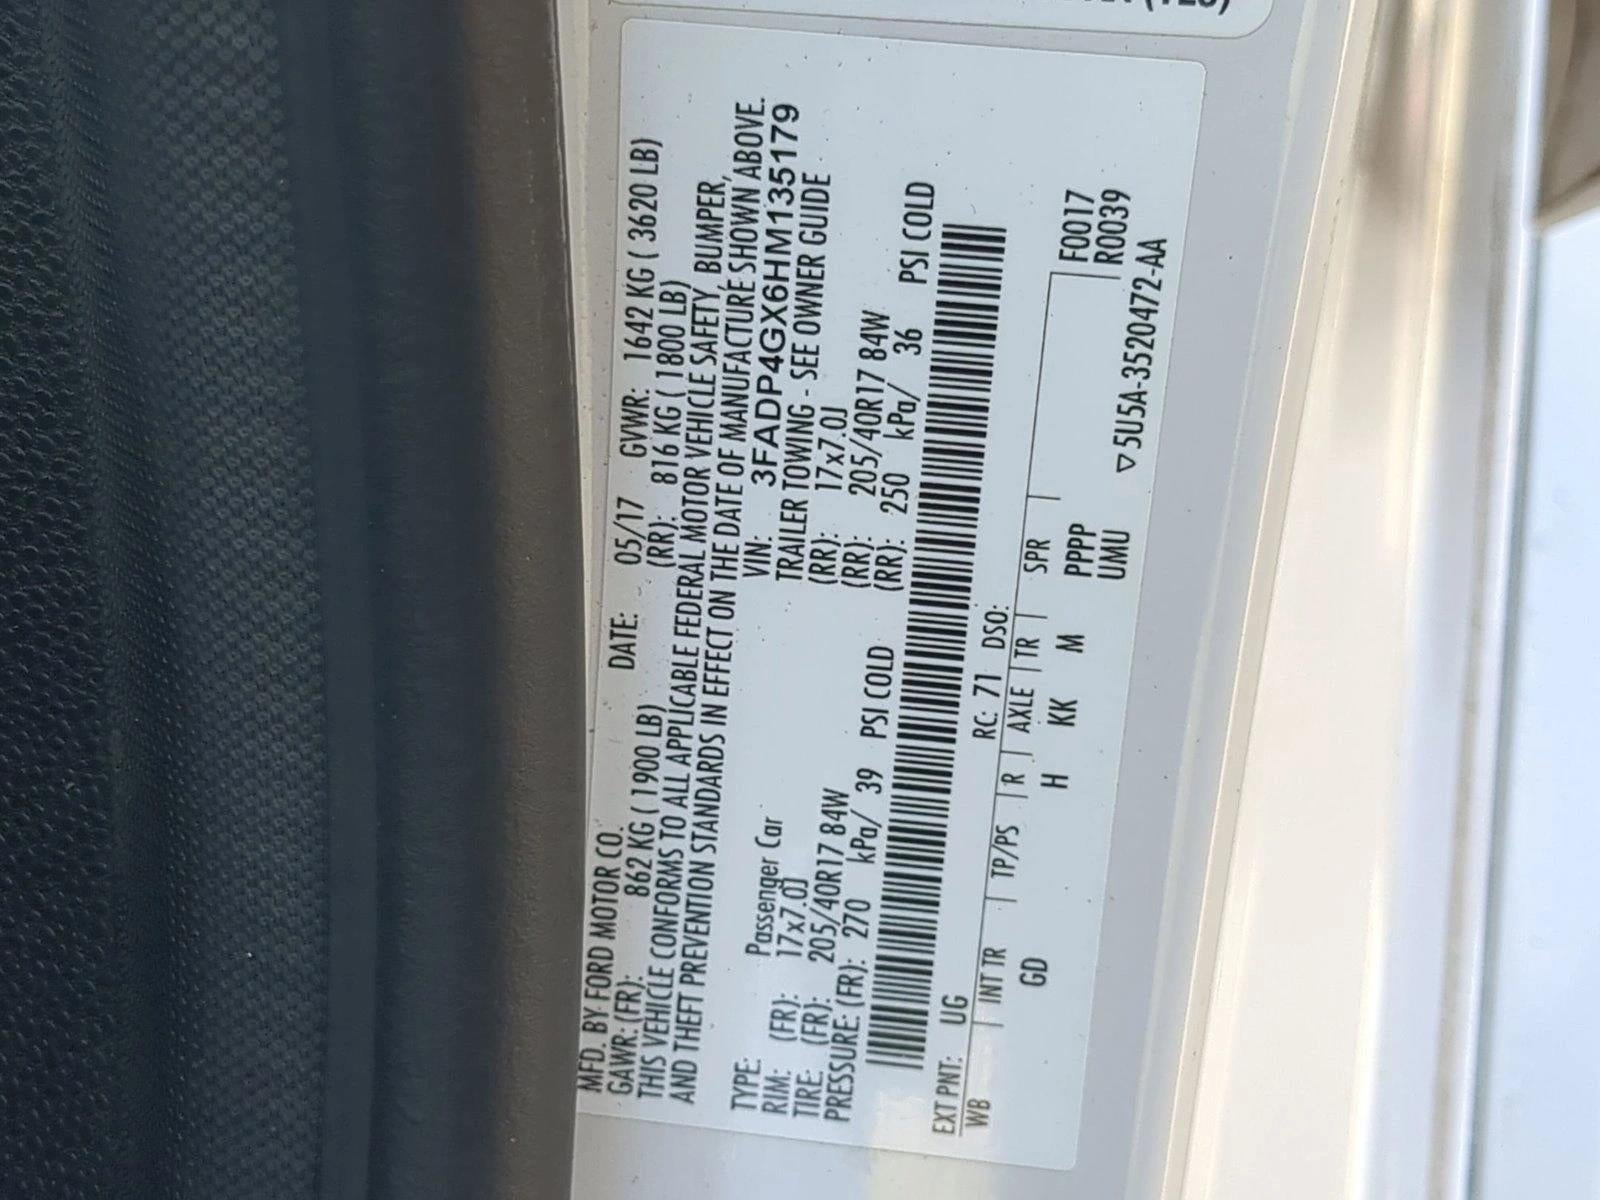 MFD. BY FORD MOTOR CO.
DATE: 05/17 GVWR: 1642 KG ( 3620 LB)
GAWR: (FR): 862 KG ( 1900 LB) (RR): 816 KG ( 1800 LB)
THIS VEHICLE CONFORMS TO ALL APPLICABLE FEDERAL MOTOR VEHICLE SAFETY, BUMPER,
AND THEFT PREVENTION STANDARDS IN EFFECT ON THE DATE OF MANUFACTURE SHOWN ABOVE.
VIN: 3FADP4GX6HM135179
TYPE: Passenger Car TRAILER TOWING - SEE OWNER GUIDE
RIM: (FR): 17x7.0J (RR): 17x7.0J
TIRE: (FR): 205/40R17 84W (RR): 205/40R17 84W
PRESSURE: (FR): 270 kPa/ 39 PSI COLD (RR): 250 kPa/ 36 PSI COLD
EXT PNT: UG RC: 71 DSO:
WB | INT TR | TP/PS | R | AXLE | TR | SPR F0017
GD H KK M PPPP R0039
UMU ▽5U5A-3520472-AA